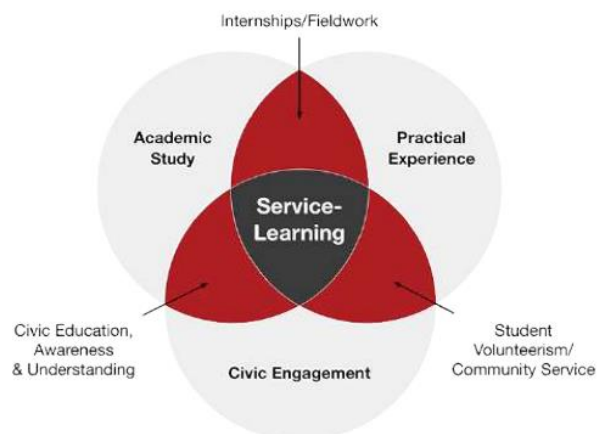 Internships/Fieldwork
Academic
Study
Practical
Experience
Service-
Learning
Civic Education,
Awareness
& Understanding
Civic Engagement
Student
Volunteerism/
Community Service